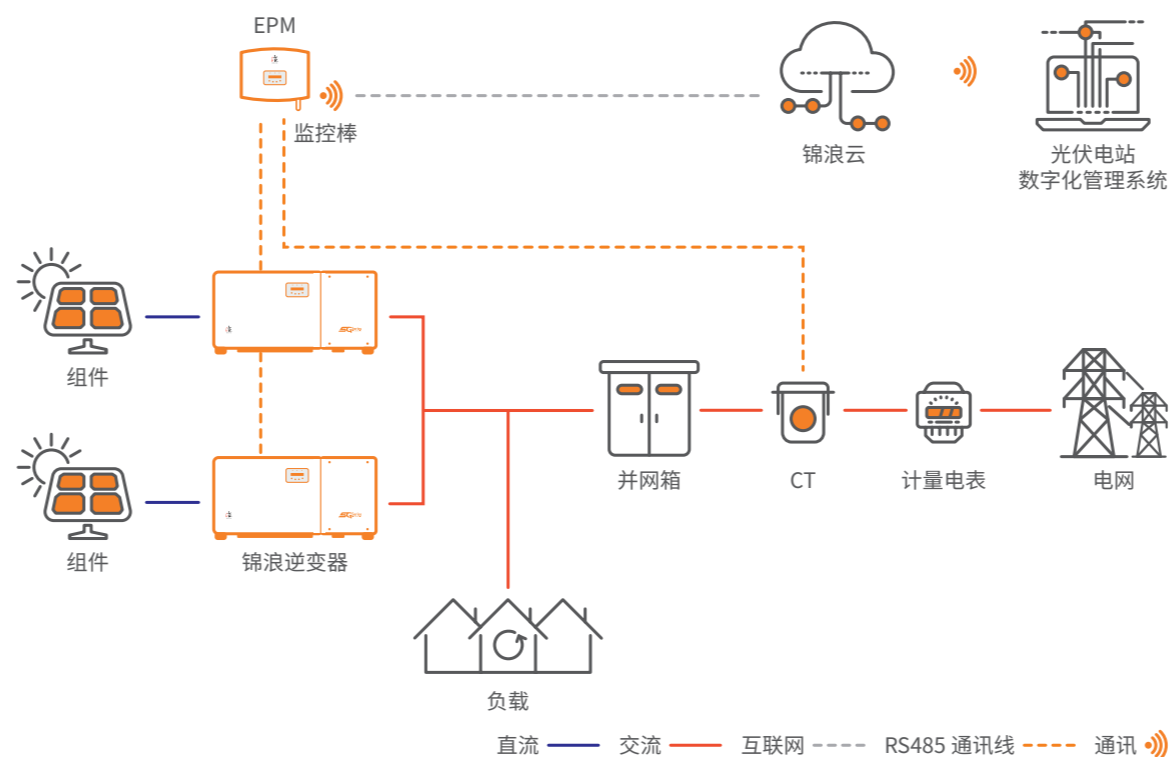 EPM
监控棒
锦浪云
光伏电站
数字化管理系统
组件
组件
锦浪逆变器
并网箱
CT
计量电表
电网
负载
直流
交流
互联网
RS485 通讯线
通讯